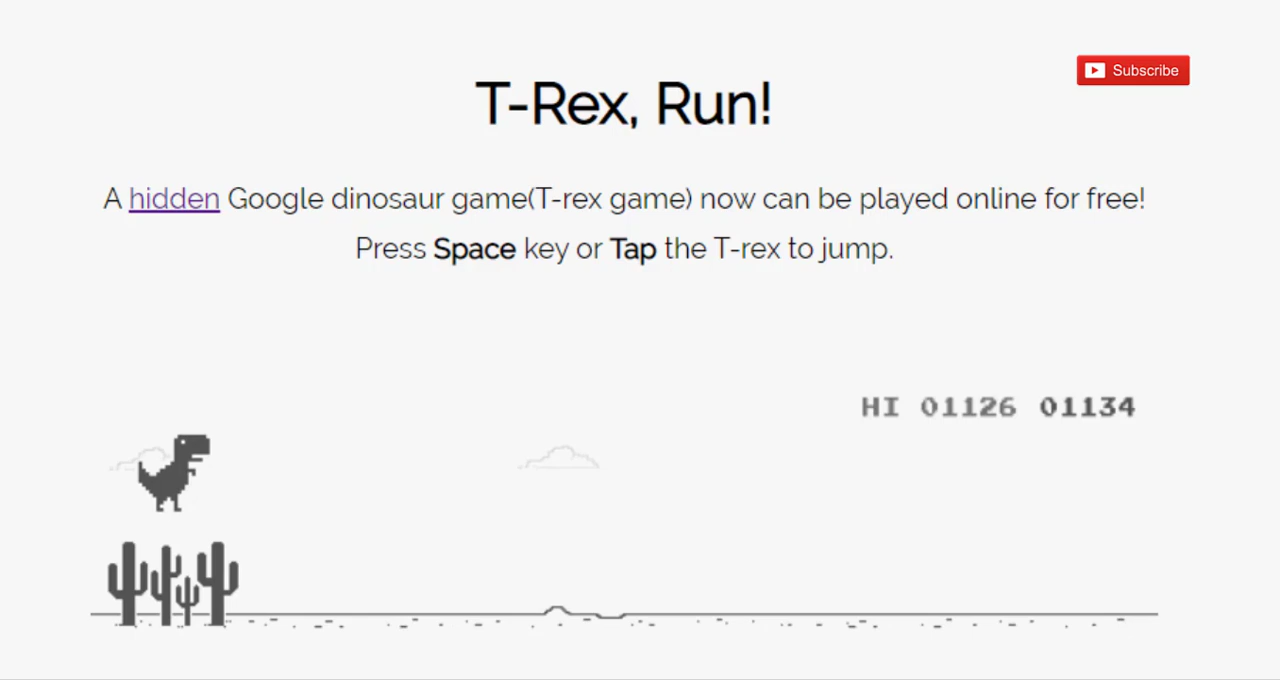 Subscribe
T-Rex, Run!
A hidden Google dinosaur game(T-rex game) now can be played online for free!
Press Space key or Tap the T-rex to jump.
HI 01126 01134